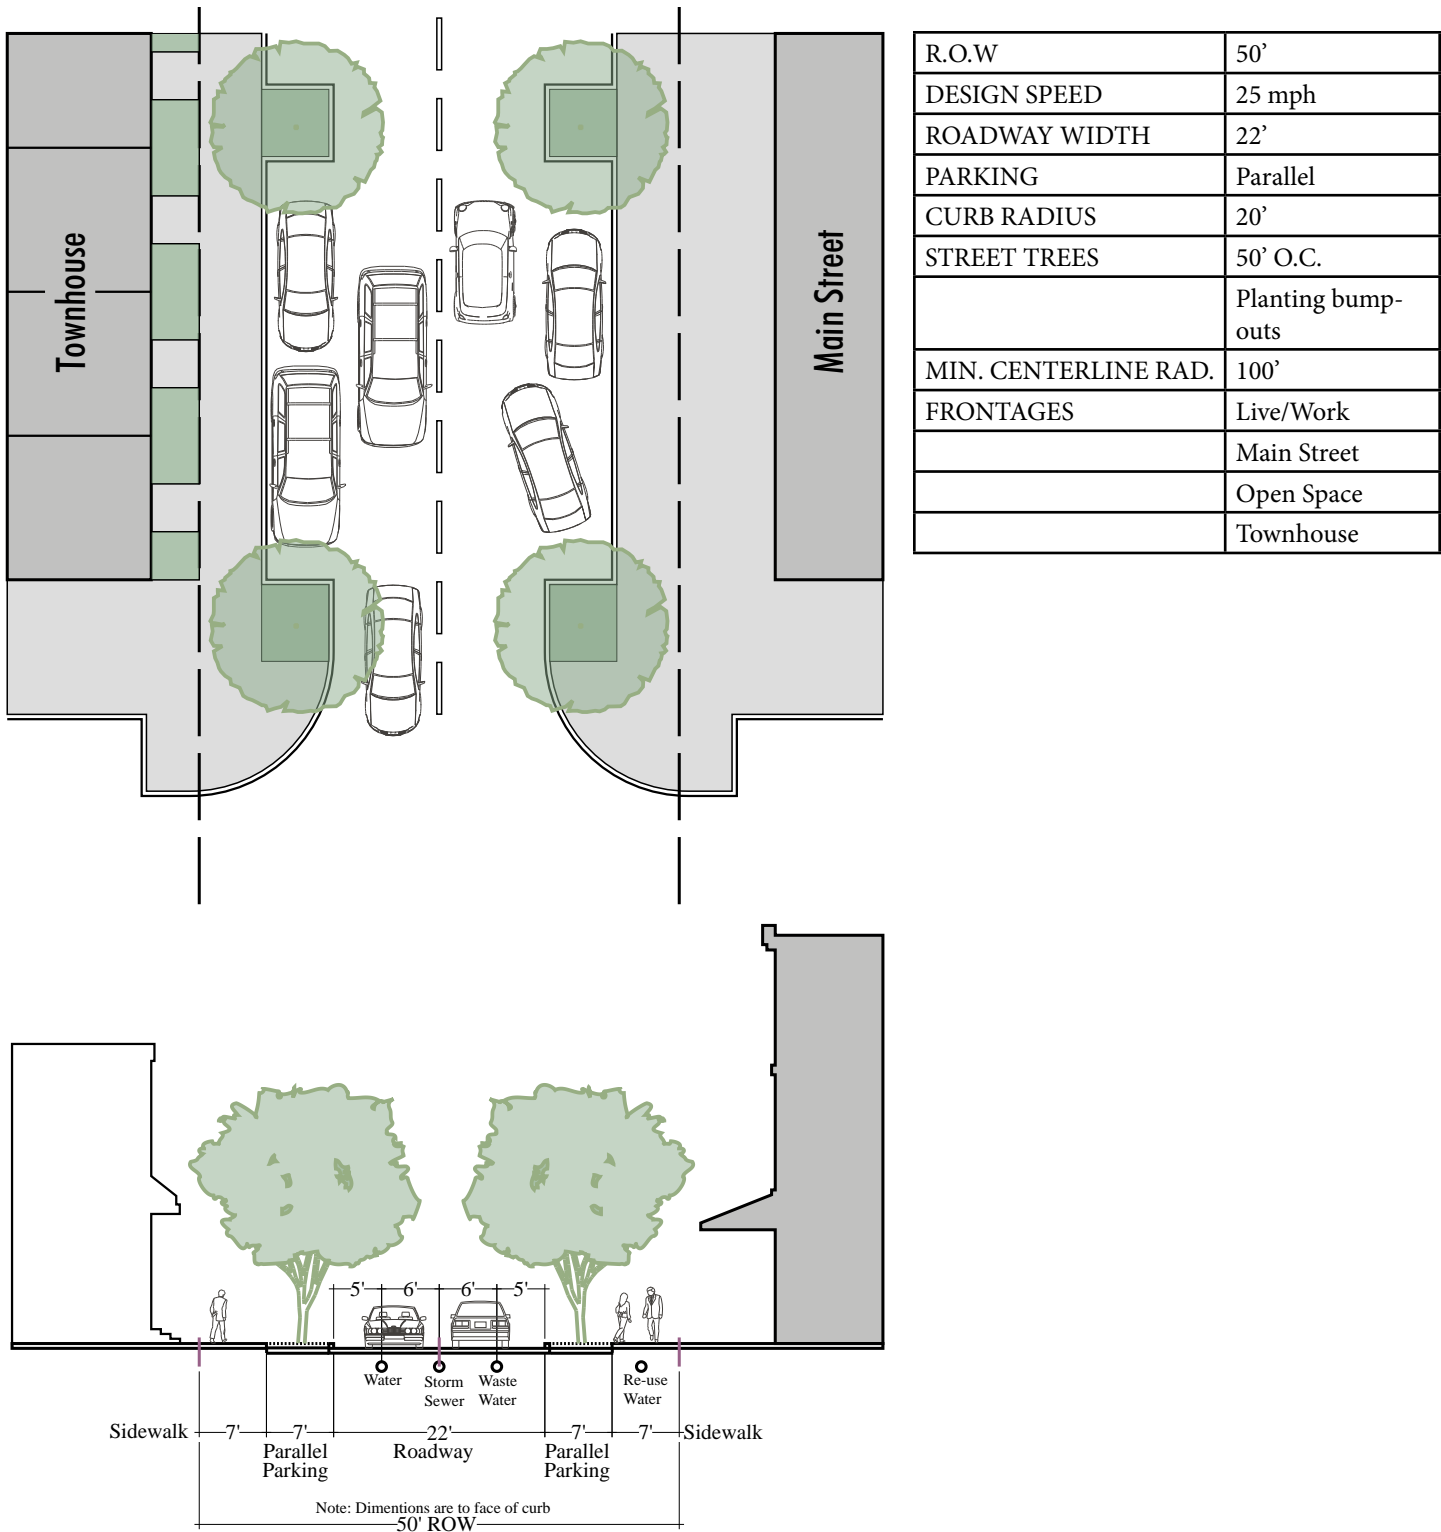 Townhouse
Main Street
R.O.W 50’
DESIGN SPEED 25 mph
ROADWAY WIDTH 22’
PARKING Parallel
CURB RADIUS 20’
STREET TREES 50’ O.C.
Planting bump-
outs
MIN. CENTERLINE RAD. 100’
FRONTAGES Live/Work
Main Street
Open Space
Townhouse
5' 6' 6' 5'
Water
Storm
Sewer
Waste
Water
Re-use
Water
Sidewalk 7' 7' 22' 7' 7' Sidewalk
Parallel
Parking
Roadway
Parallel
Parking
Note: Dimentions are to face of curb
50' ROW